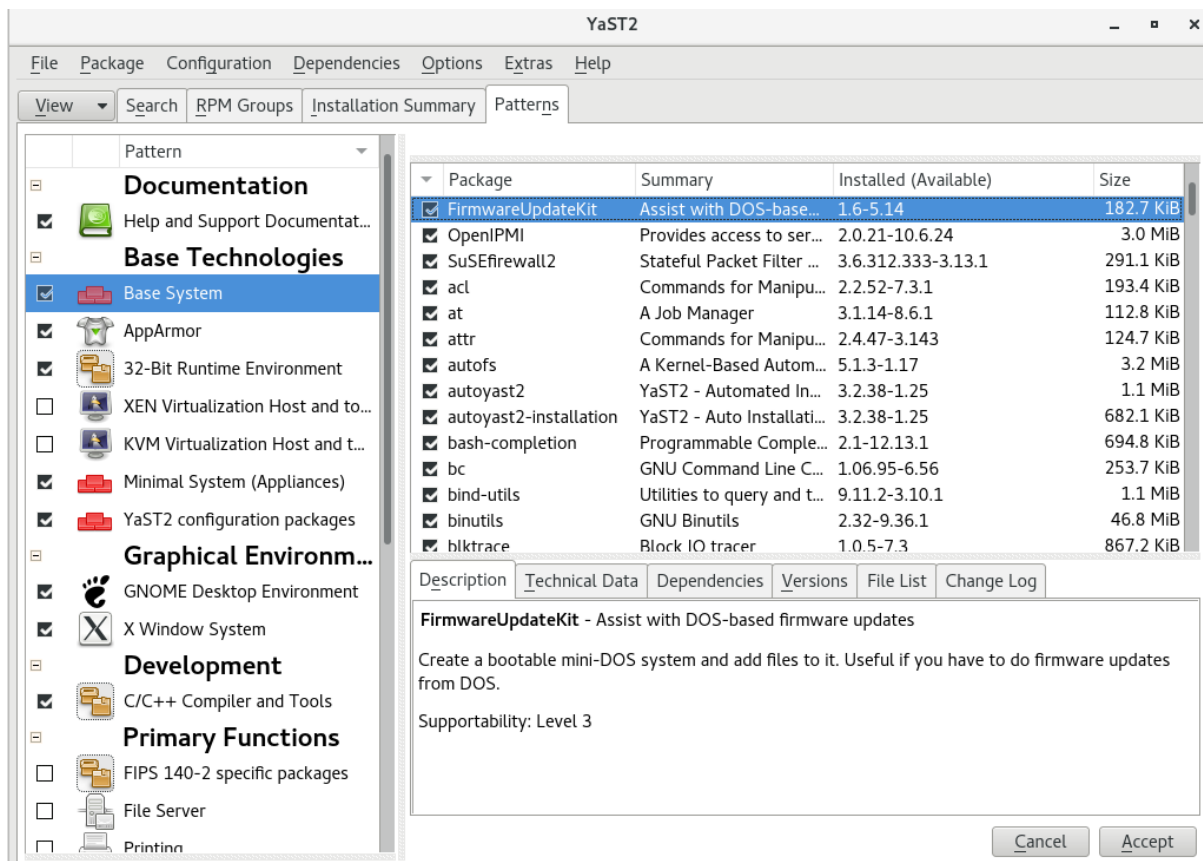 YaST2
File Package Configuration Dependencies Options Extras Help
View Search RPM Groups Installation Summary Patterns
Pattern
Documentation
Help and Support Documentat...
Base Technologies
Base System
AppArmor
32-Bit Runtime Environment
XEN Virtualization Host and to...
KVM Virtualization Host and t...
Minimal System (Appliances)
YaST2 configuration packages
Graphical Environm...
GNOME Desktop Environment
X Window System
Development
C/C++ Compiler and Tools
Primary Functions
FIPS 140-2 specific packages
File Server
Printing
Package Summary Installed (Available) Size
FirmwareUpdateKit Assist with DOS-base... 1.6-5.14 182.7 KiB
OpenIPMI Provides access to ser... 2.0.21-10.6.24 3.0 MiB
SuSEfirewall2 Stateful Packet Filter ... 3.6.312.333-3.13.1 291.1 KiB
acl Commands for Manipu... 2.2.52-7.3.1 193.4 KiB
at A Job Manager 3.1.14-8.6.1 112.8 KiB
attr Commands for Manipu... 2.4.47-3.143 124.7 KiB
autofs A Kernel-Based Autom... 5.1.3-1.17 3.2 MiB
autoyast2 YaST2 - Automated In... 3.2.38-1.25 1.1 MiB
autoyast2-installation YaST2 - Auto Installati... 3.2.38-1.25 682.1 KiB
bash-completion Programmable Comple... 2.1-12.13.1 694.8 KiB
bc GNU Command Line C... 1.06.95-6.56 253.7 KiB
bind-utils Utilities to query and t... 9.11.2-3.10.1 1.1 MiB
binutils GNU Binutils 2.32-9.36.1 46.8 MiB
blktrace Block IO tracer 1.0.5-7.3 867.2 KiB
Description Technical Data Dependencies Versions File List Change Log
FirmwareUpdateKit - Assist with DOS-based firmware updates
Create a bootable mini-DOS system and add files to it. Useful if you have to do firmware updates
from DOS.
Supportability: Level 3
Cancel Accept